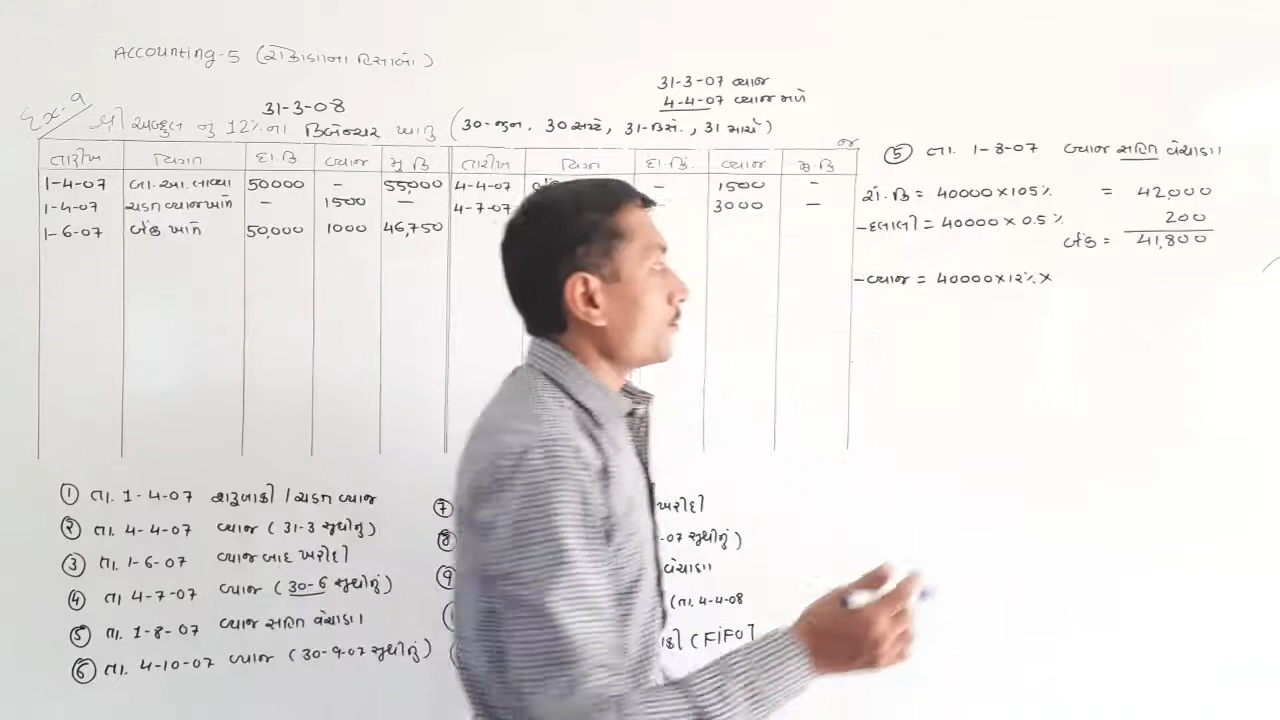 Accounting-5 (રોકાણના હિસાબો)
31-3-07 વ્યાજ
4-4-07 વ્યાજ મળે
Ex-9
31-3-08
શ્રી અબ્દુલ નું 12% ના ડિબેન્ચર ખાતુ (30-જુન, 30 સપ્ટે, 31-ડિસે., 31 માર્ચ)
જ
તારીખ વિગત દા.કિ વ્યાજ મુ.કિ તારીખ વિગત દા.કિ. વ્યાજ મુ.કિ
1-4-07 બા.આ.લાવ્યા 50000 - 55,000 4-4-07 - 1500 -
1-4-07 ચડત વ્યાજ ખાતે - 1500 - 4-7-07 - 3000 -
1-6-07 બેંક ખાતે 50,000 1000 46,750
⑤ તા. 1-8-07 વ્યાજ સહિત વેચાણ
શે.કિ = 40000 × 105% = 42,000
- દલાલી = 40000 × 0.5% 200
બેંક = 41,800
- વ્યાજ = 40000 × 12% ×
① તા. 1-4-07 શરૂબાકી / ચડત વ્યાજ
② તા. 4-4-07 વ્યાજ (31-3 સુધીનું)
③ તા. 1-6-07 વ્યાજ બાદ ખરીદી
④ તા 4-7-07 વ્યાજ (30-6 સુધીનું)
⑤ તા. 1-8-07 વ્યાજ સહિત વેચાણ
⑥ તા. 4-10-07 વ્યાજ (30-9-07 સુધીનું)
⑦ ખરીદી
⑧ -07 સુધીનું)
⑨ વેચાણ
(તા. 4-4-08
(FiFO)